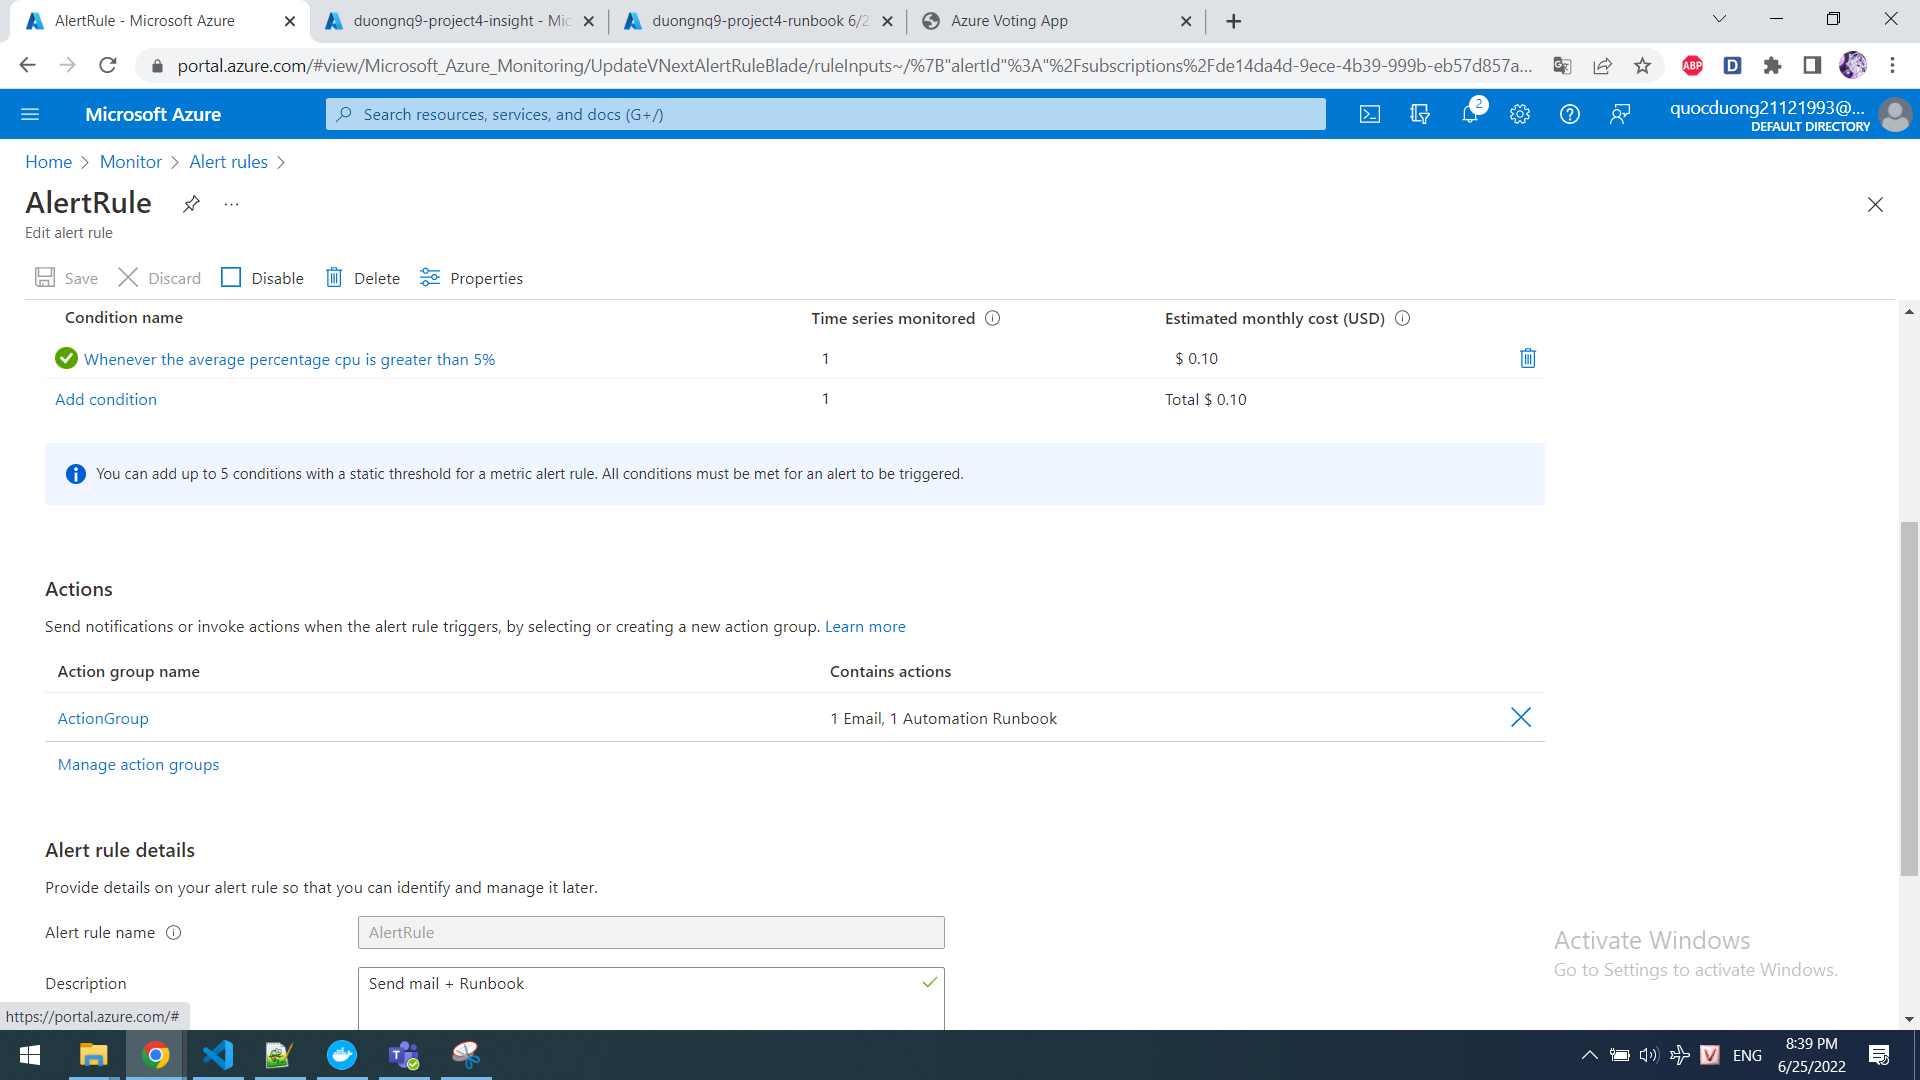 AlertRule - Microsoft Azure
duongnq9-project4-insight - Mic
duongnq9-project4-runbook 6/2
Azure Voting App
portal.azure.com/#view/Microsoft_Azure_Monitoring/UpdateVNextAlertRuleBlade/ruleInputs~/%7B"alertId"%3A"%2Fsubscriptions%2Fde14da4d-9ece-4b39-999b-eb57d857a...
ABP
D
Microsoft Azure
Search resources, services, and docs (G+/)
2
quocduong21121993@...
DEFAULT DIRECTORY
Home
Monitor
Alert rules
AlertRule
...
Edit alert rule
Save
Discard
Disable
Delete
Properties
Condition name
Time series monitored
Estimated monthly cost (USD)
Whenever the average percentage cpu is greater than 5%
1
$ 0.10
Add condition
1
Total $ 0.10
You can add up to 5 conditions with a static threshold for a metric alert rule. All conditions must be met for an alert to be triggered.
Actions
Send notifications or invoke actions when the alert rule triggers, by selecting or creating a new action group. Learn more
Action group name
Contains actions
ActionGroup
1 Email, 1 Automation Runbook
Manage action groups
Alert rule details
Provide details on your alert rule so that you can identify and manage it later.
Alert rule name
AlertRule
Description
Send mail + Runbook
Activate Windows
Go to Settings to activate Windows.
https://portal.azure.com/#
V
ENG
8:39 PM
6/25/2022